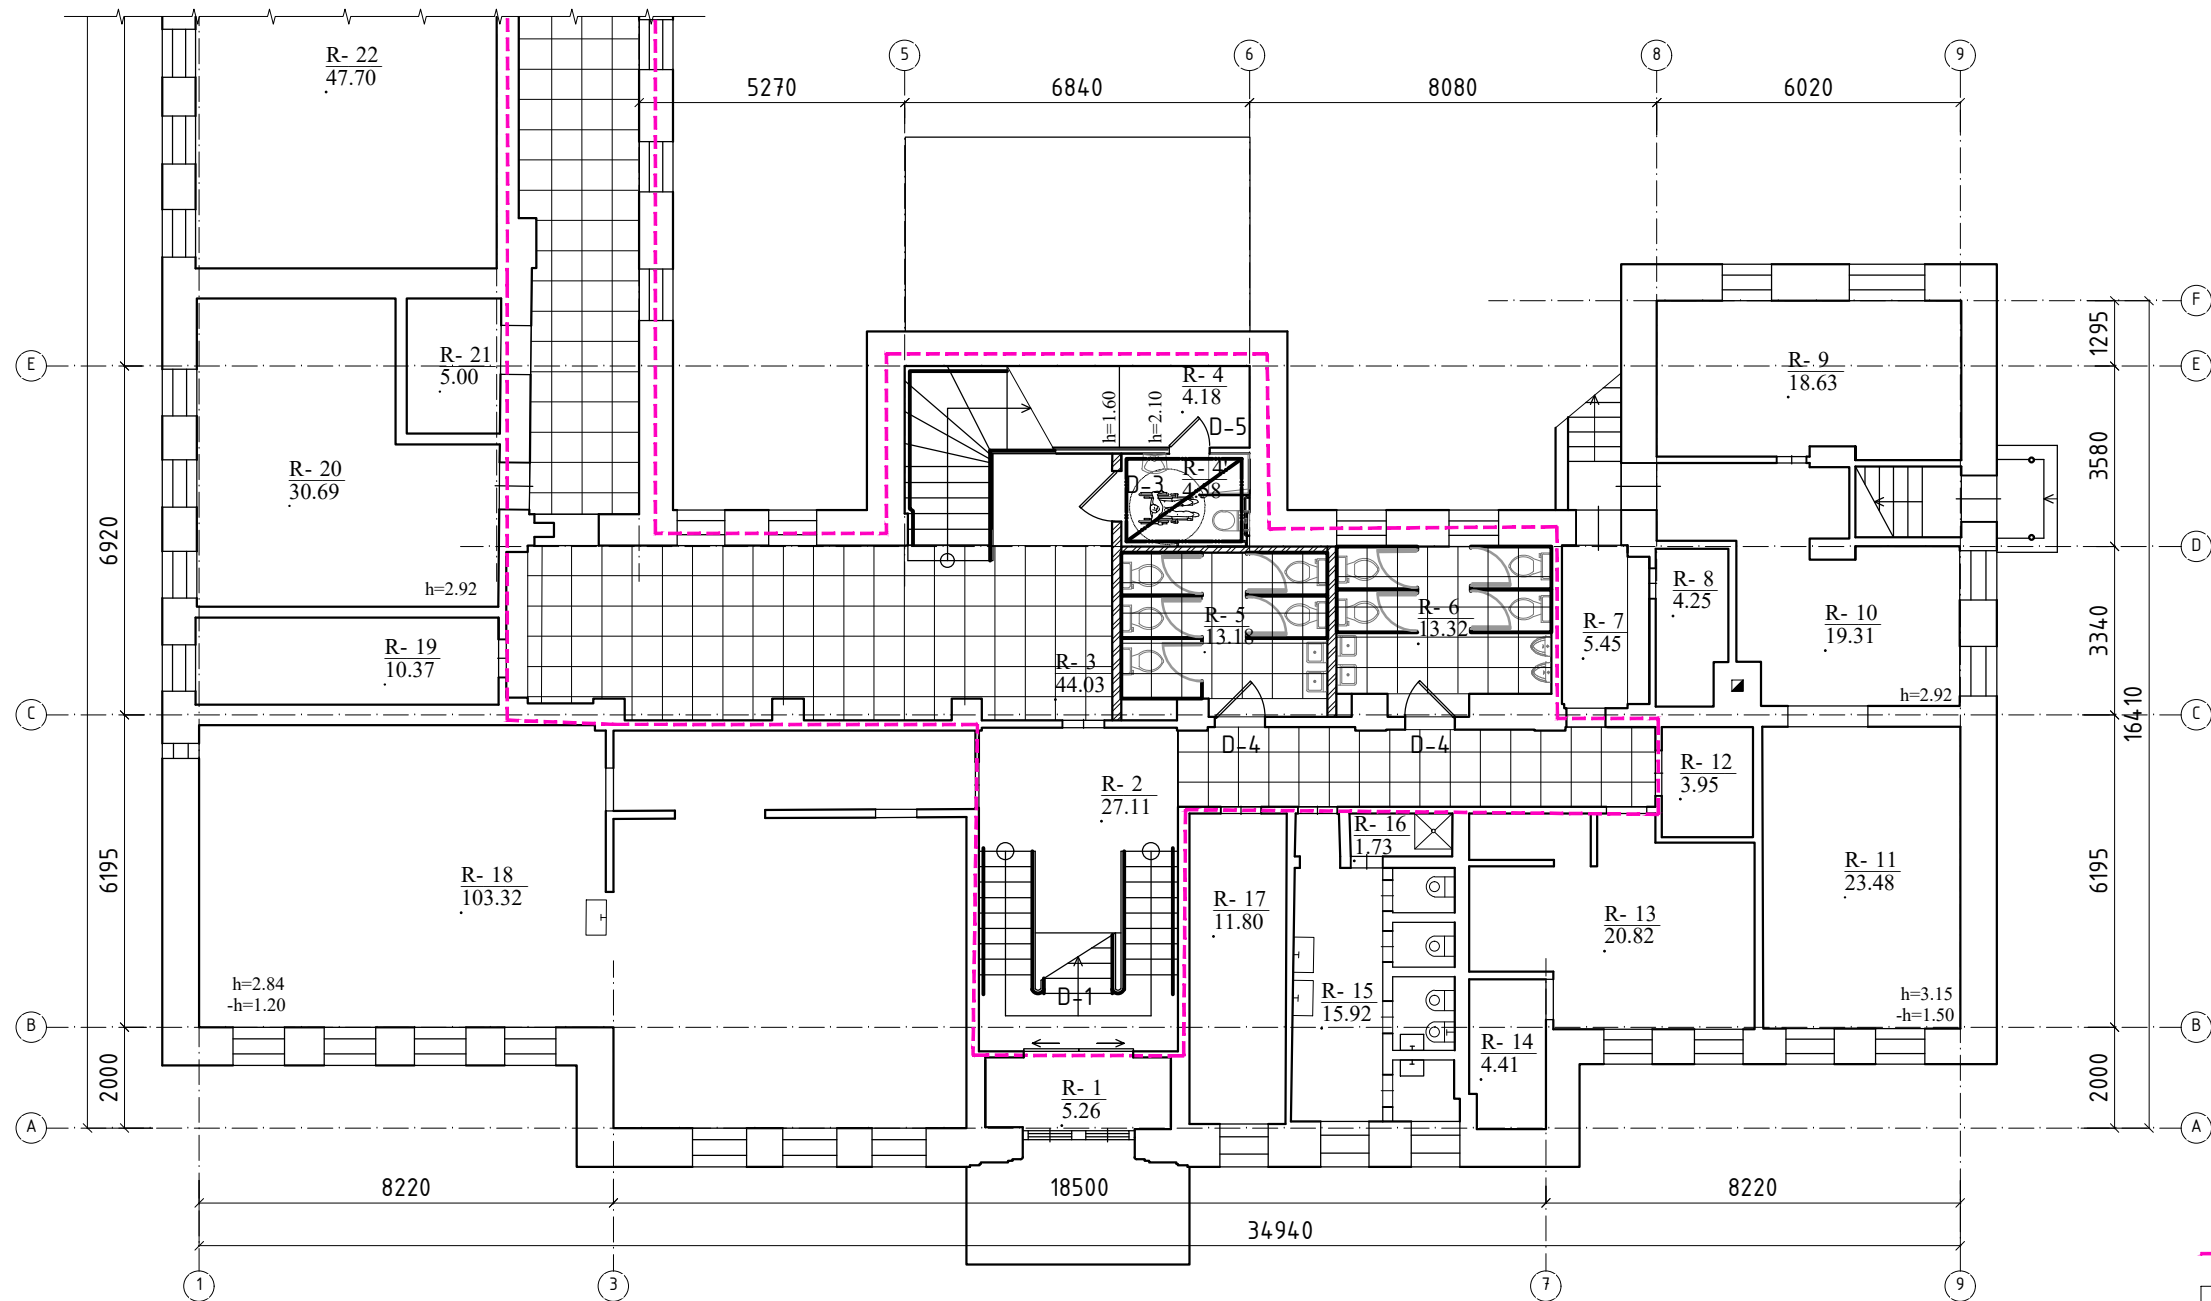 R- 22
47.70
5
6
8
9
5270
6840
8080
6020
F
1295
E
E
R- 21
5.00
R- 4
4.18
h=1.60
h=2.10
D-5
R- 9
18.63
3580
R- 20
30.69
D-3
R- 4'
4.58
6920
D
h=2.92
R- 5
13.18
R- 6
13.32
R- 7
5.45
R- 8
4.25
R- 10
19.31
3340
R- 19
10.37
R- 3
44.03
h=2.92
C
C
16410
D-4
D-4
R- 2
27.11
R- 12
3.95
R- 16
1.73
6195
R- 18
103.32
R- 17
11.80
R- 13
20.82
R- 11
23.48
6195
h=2.84
-h=1.20
D-1
R- 15
15.92
h=3.15
-h=1.50
B
B
R- 14
4.41
2000
R- 1
5.26
2000
A
A
8220
18500
8220
34940
1
3
7
9